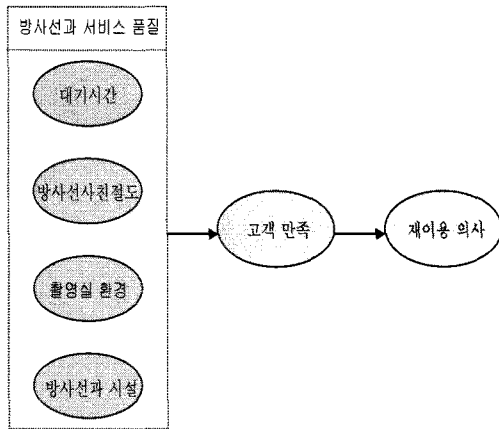 방사선과 서비스 품질
대기시간
방사선사친절도
촬영실 환경
방사선과 시설
고객 만족
재이용 의사